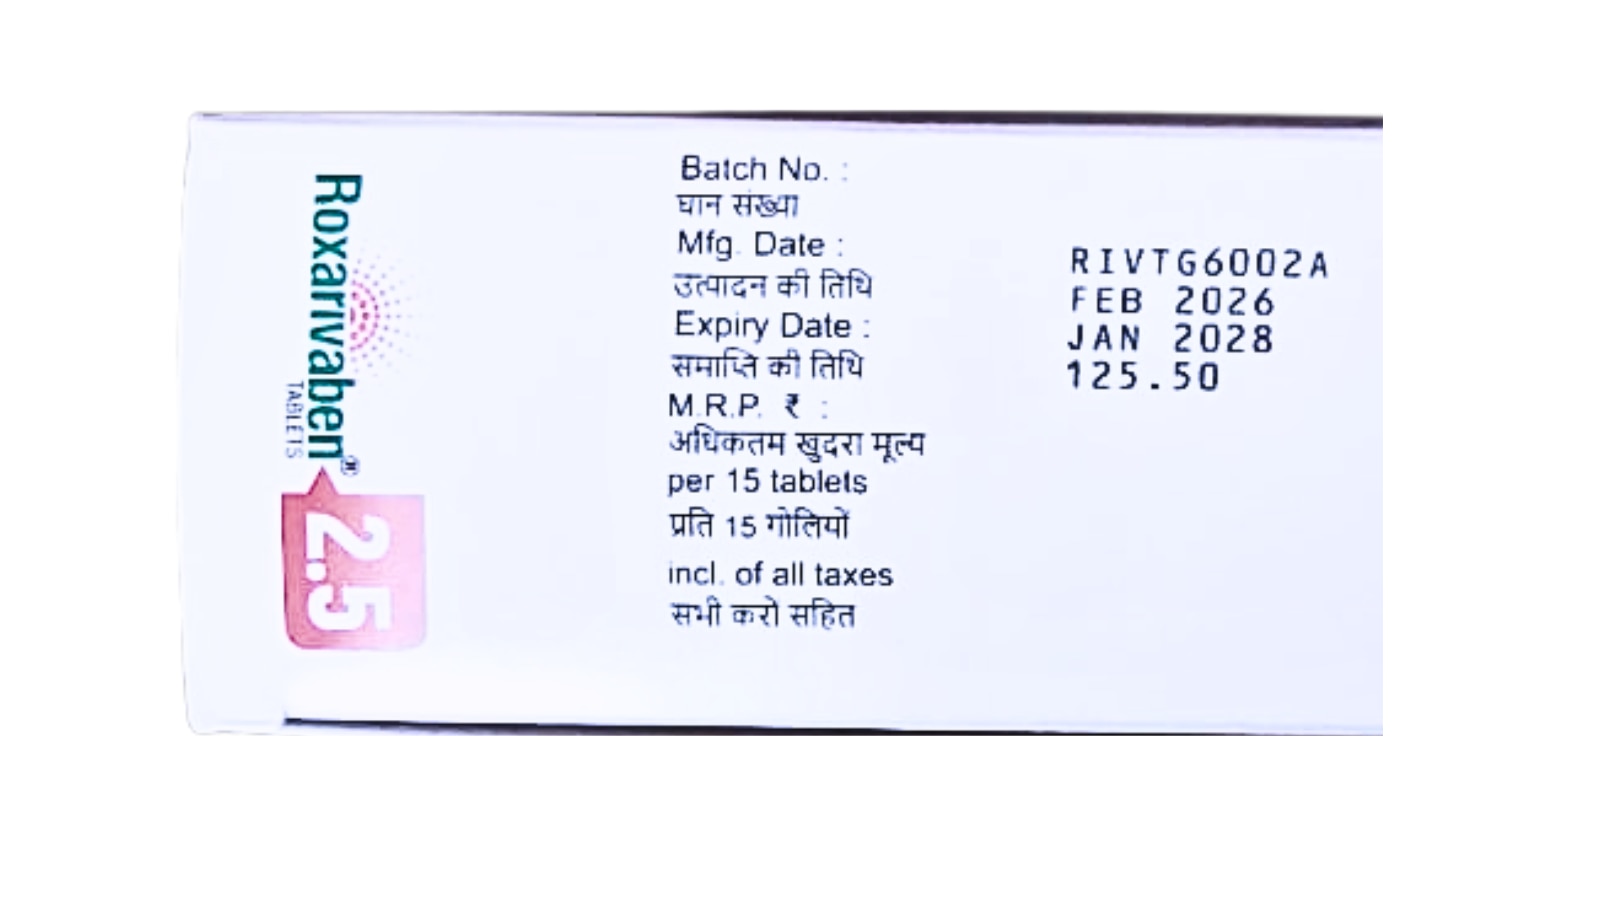 Roxarivaben®
TABLETS
2.5
Batch No. :
घान संख्या
Mfg. Date :
उत्पादन की तिथि
Expiry Date :
समाप्ति की तिथि
M.R.P. ₹ :
अधिकतम खुदरा मूल्य
per 15 tablets
प्रति 15 गोलियों
incl. of all taxes
सभी करों सहित
RIVTG6002A
FEB 2026
JAN 2028
125.50